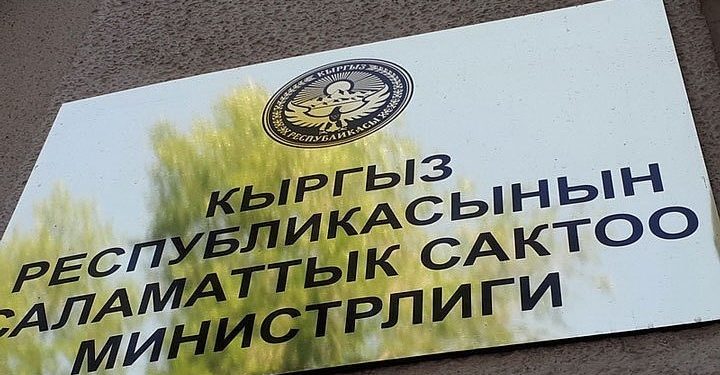 КЫРГЫЗ
РЕСПУБЛИКАСЫ
КЫРГЫЗ
РЕСПУБЛИКАСЫНЫН
САЛАМАТТЫК САКТОО
МИНИСТРЛИГИ